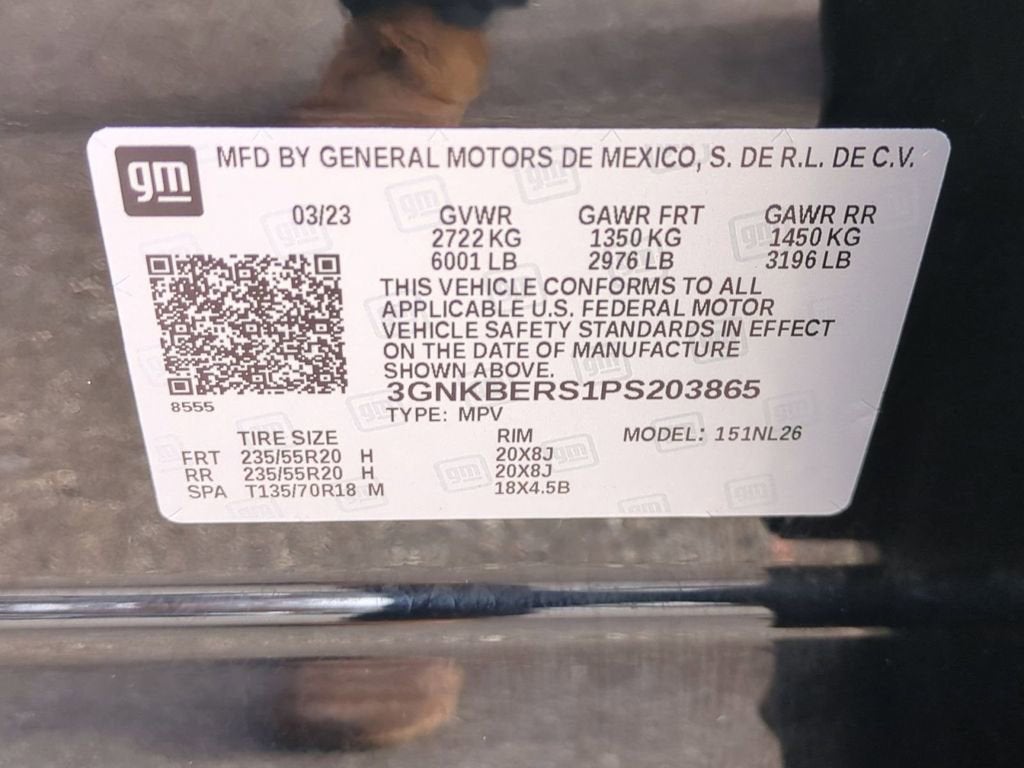 gm MFD BY GENERAL MOTORS DE MEXICO, S. DE R.L. DE C.V.
03/23 GVWR GAWR FRT GAWR RR
2722 KG 1350 KG 1450 KG
6001 LB 2976 LB 3196 LB
THIS VEHICLE CONFORMS TO ALL
APPLICABLE U.S. FEDERAL MOTOR
VEHICLE SAFETY STANDARDS IN EFFECT
ON THE DATE OF MANUFACTURE
SHOWN ABOVE.
3GNKBERS1PS203865
8555
TYPE: MPV
TIRE SIZE RIM MODEL: 151NL26
FRT 235/55R20 H 20X8J
RR 235/55R20 H 20X8J
SPA T135/70R18 M 18X4.5B